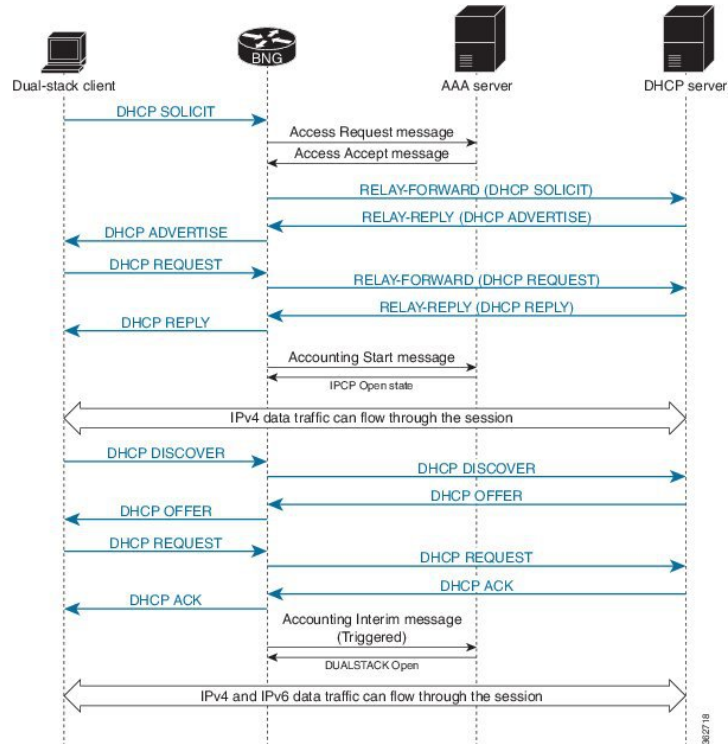 BNG
Dual-stack client
AAA server
DHCP server
DHCP SOLICIT
Access Request message
Access Accept message
RELAY-FORWARD (DHCP SOLICIT)
RELAY-REPLY (DHCP ADVERTISE)
DHCP ADVERTISE
DHCP REQUEST
RELAY-FORWARD (DHCP REQUEST)
RELAY-REPLY (DHCP REPLY)
DHCP REPLY
Accounting Start message
IPCP Open state
IPv4 data traffic can flow through the session
DHCP DISCOVER
DHCP DISCOVER
DHCP OFFER
DHCP OFFER
DHCP REQUEST
DHCP REQUEST
DHCP ACK
DHCP ACK
Accounting Interim message
(Triggered)
DUALSTACK Open
IPv4 and IPv6 data traffic can flow through the session
362718